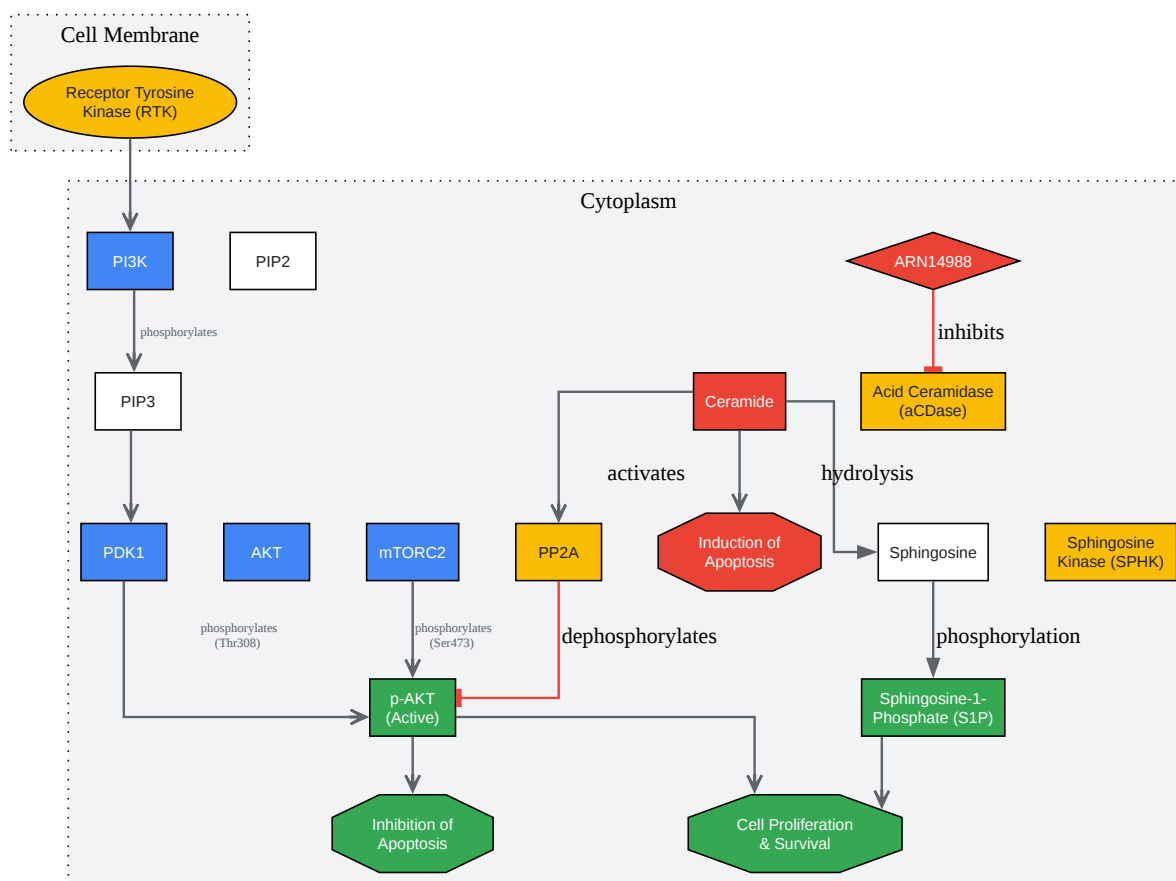 Cell Membrane
Receptor Tyrosine
Kinase (RTK)
Cytoplasm
PI3K
PIP2
ARN14988
phosphorylates
inhibits
PIP3
Ceramide
Acid Ceramidase
(aCDase)
activates
hydrolysis
PDK1
AKT
mTORC2
PP2A
Induction of
Apoptosis
Sphingosine
Sphingosine
Kinase (SPHK)
phosphorylates
(Thr308)
phosphorylates
(Ser473)
dephosphorylates
phosphorylation
p-AKT
(Active)
Sphingosine-1-
Phosphate (S1P)
Inhibition of
Apoptosis
Cell Proliferation
& Survival